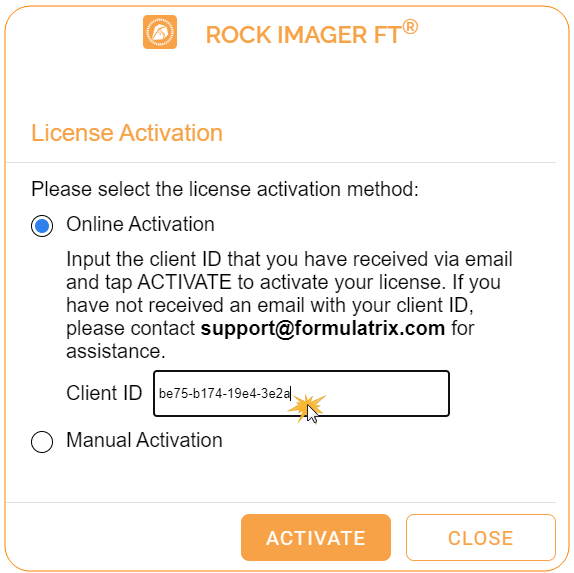 ROCK IMAGER FT®
License Activation
Please select the license activation method:
Online Activation
Input the client ID that you have received via email
and tap ACTIVATE to activate your license. If you
have not received an email with your client ID,
please contact support@formulatrix.com for
assistance.
Client ID be75-b174-19e4-3e2a
Manual Activation
ACTIVATE CLOSE